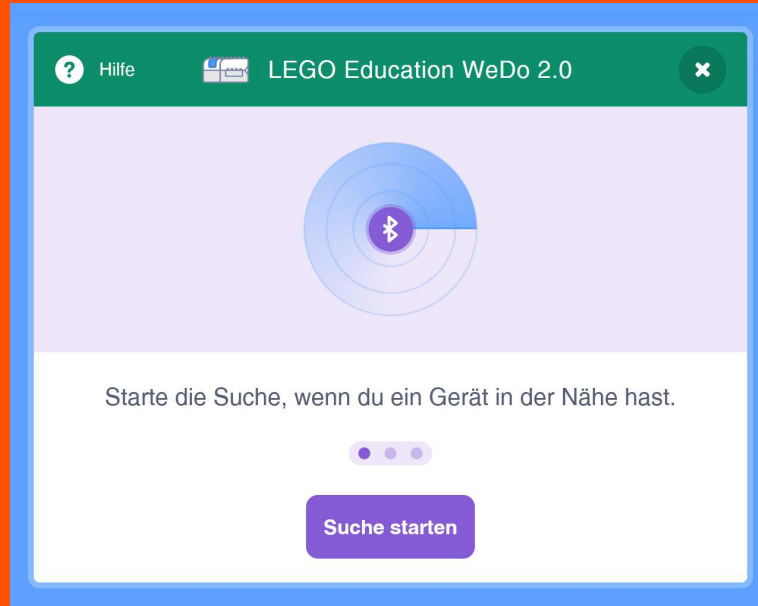 Hilfe
LEGO Education WeDo 2.0
Starte die Suche, wenn du ein Gerät in der Nähe hast.
Suche starten